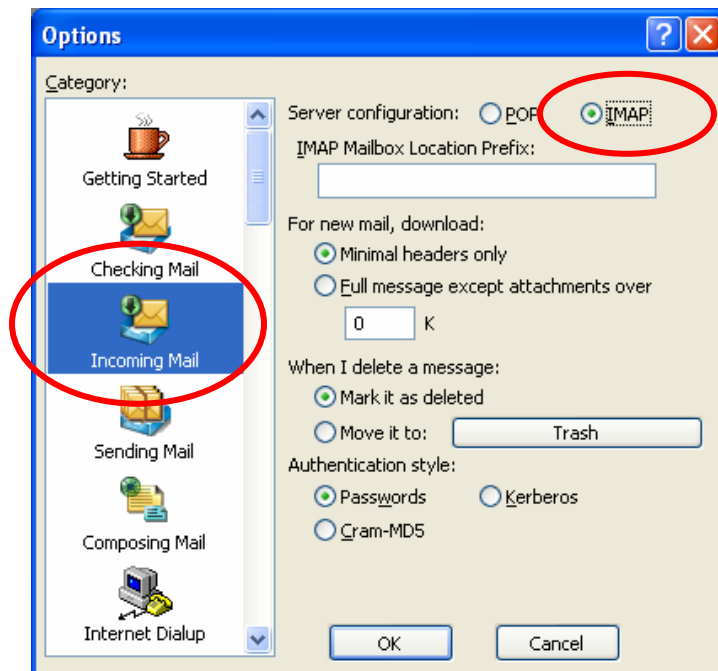 Options
Category:
Getting Started
Checking Mail
Incoming Mail
Sending Mail
Composing Mail
Internet Dialup
Server configuration: POP IMAP
IMAP Mailbox Location Prefix:
For new mail, download:
Minimal headers only
Full message except attachments over
0 K
When I delete a message:
Mark it as deleted
Move it to: Trash
Authentication style:
Passwords Kerberos
Cram-MD5
OK Cancel